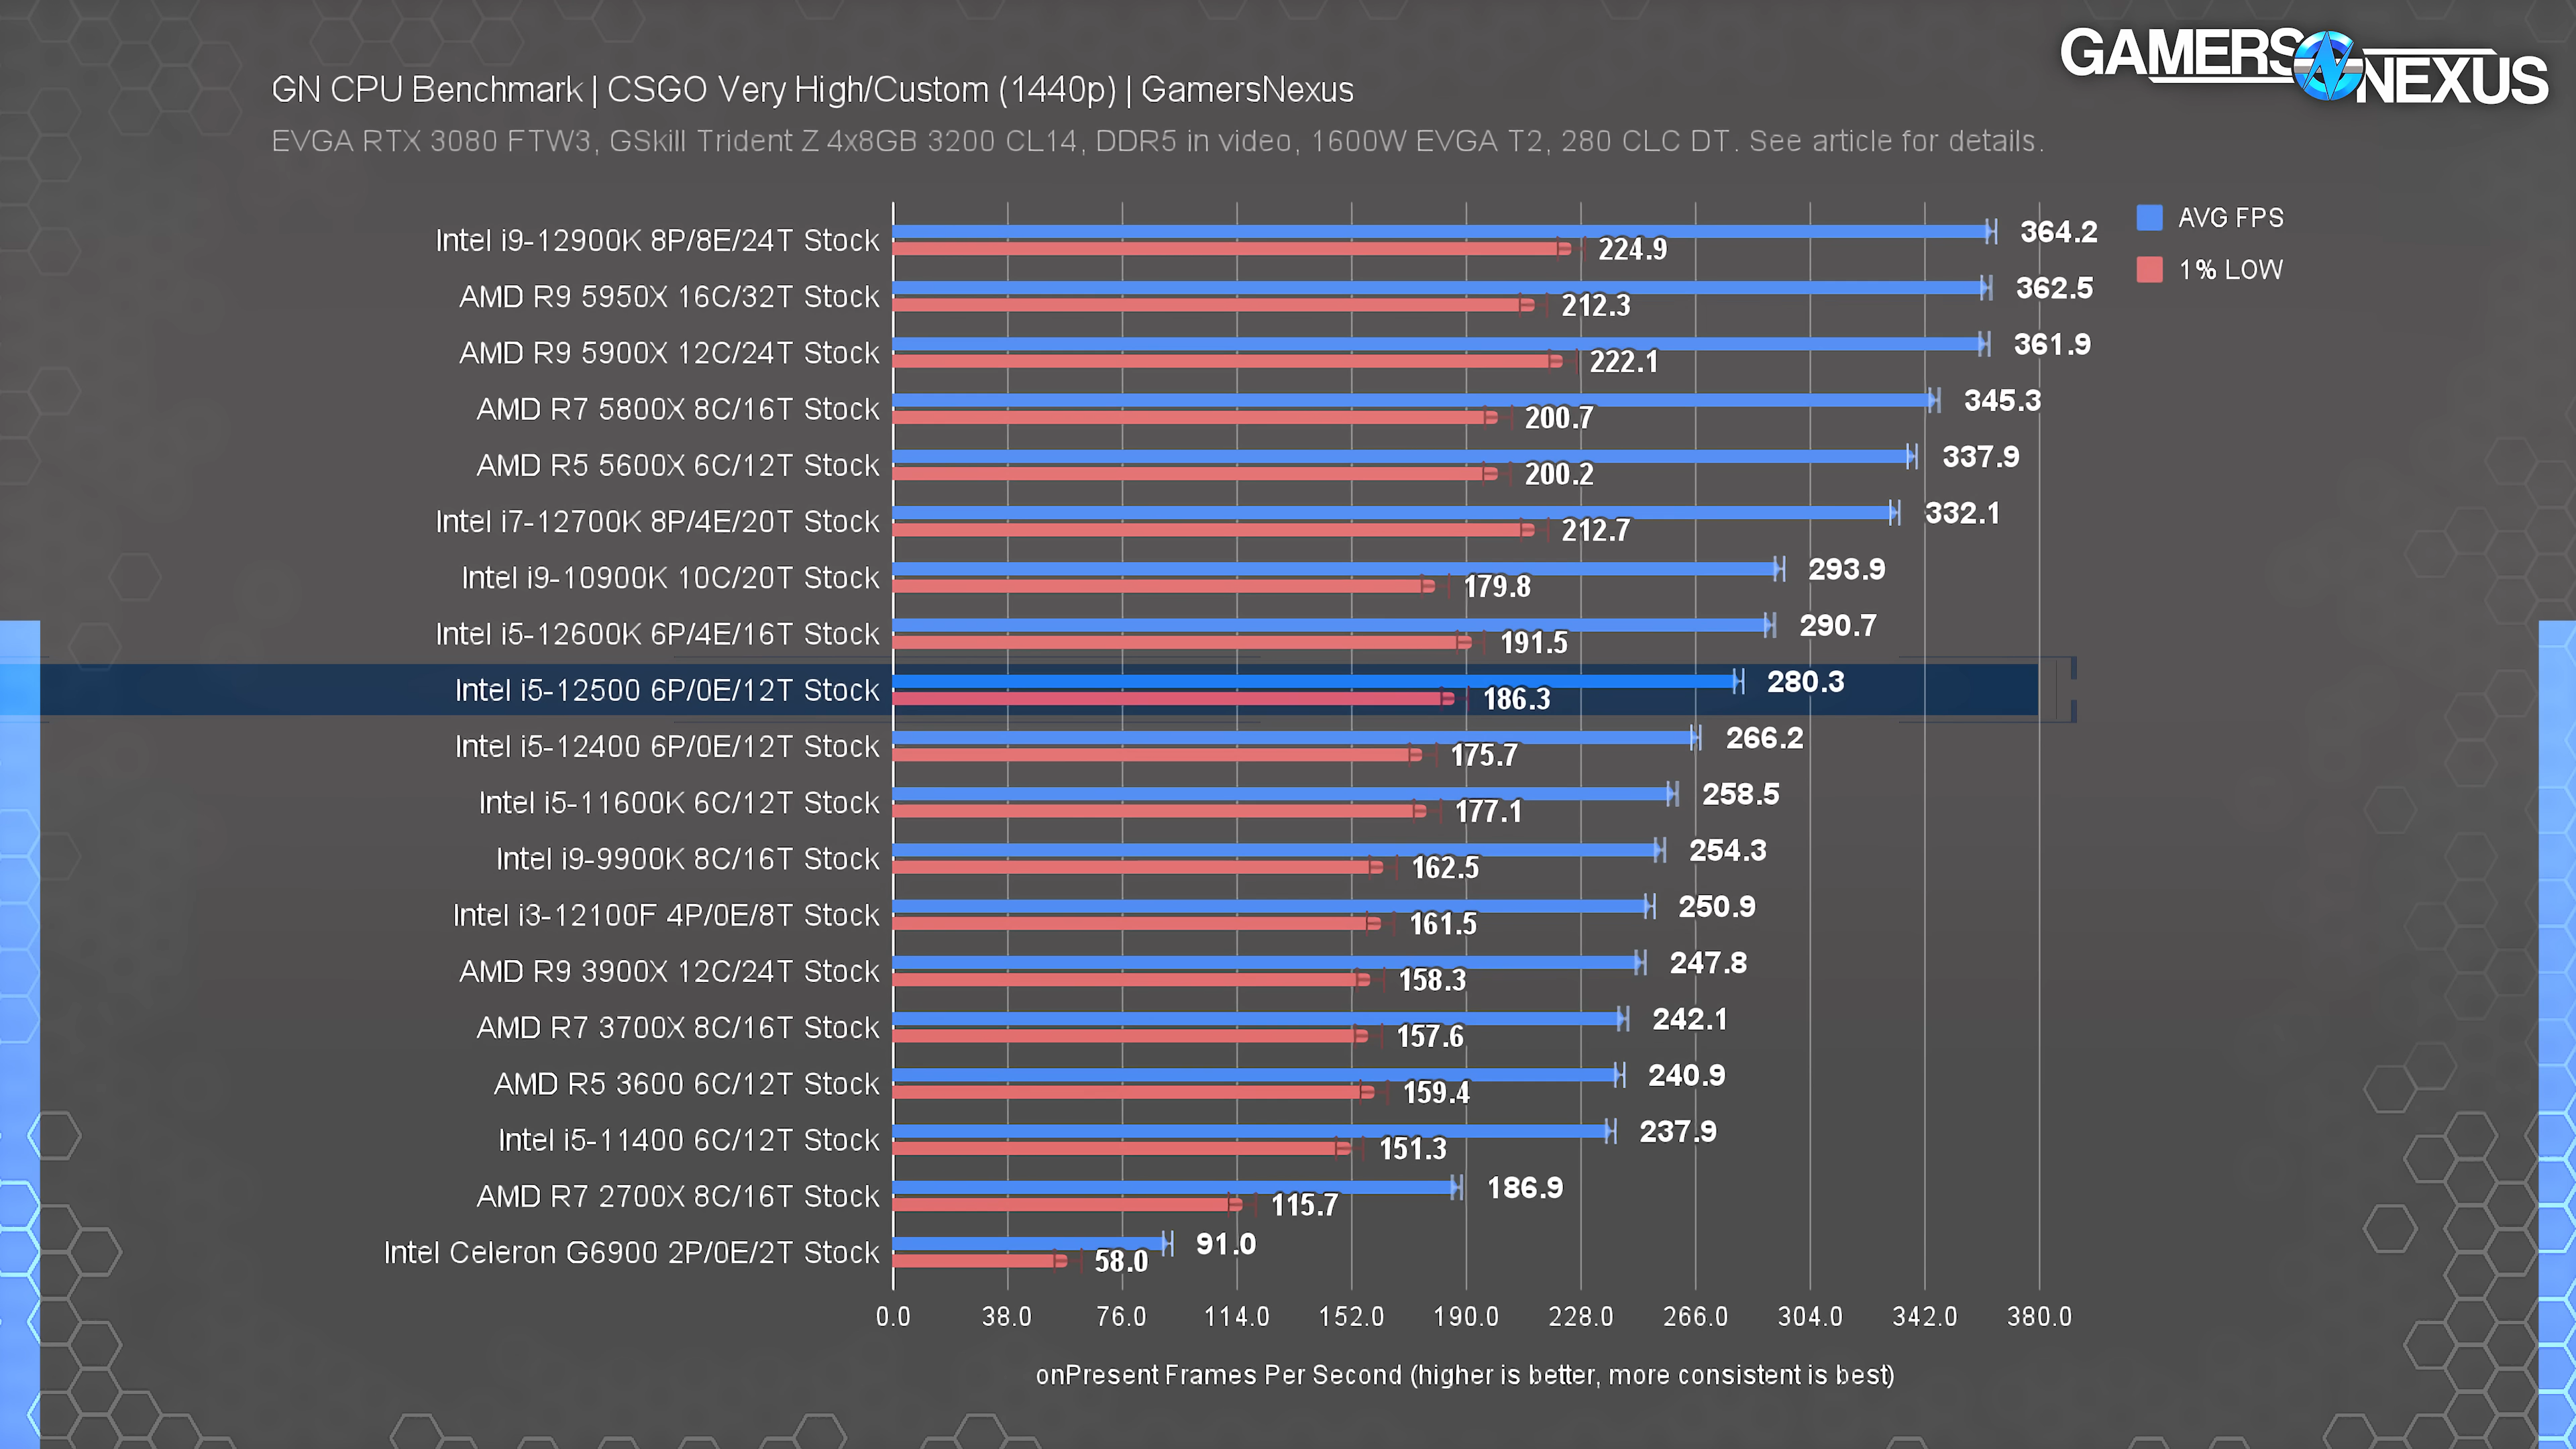 GAMERS NEXUS
GN CPU Benchmark | CSGO Very High/Custom (1440p) | GamersNexus
EVGA RTX 3080 FTW3, GSkill Trident Z 4x8GB 3200 CL14, DDR5 in video, 1600W EVGA T2, 280 CLC DT. See article for details.
AVG FPS
1% LOW
Intel i9-12900K 8P/8E/24T Stock 364.2
224.9
AMD R9 5950X 16C/32T Stock 362.5
212.3
AMD R9 5900X 12C/24T Stock 361.9
222.1
AMD R7 5800X 8C/16T Stock 345.3
200.7
AMD R5 5600X 6C/12T Stock 337.9
200.2
Intel i7-12700K 8P/4E/20T Stock 332.1
212.7
Intel i9-10900K 10C/20T Stock 293.9
179.8
Intel i5-12600K 6P/4E/16T Stock 290.7
191.5
Intel i5-12500 6P/0E/12T Stock 280.3
186.3
Intel i5-12400 6P/0E/12T Stock 266.2
175.7
Intel i5-11600K 6C/12T Stock 258.5
177.1
Intel i9-9900K 8C/16T Stock 254.3
162.5
Intel i3-12100F 4P/0E/8T Stock 250.9
161.5
AMD R9 3900X 12C/24T Stock 247.8
158.3
AMD R7 3700X 8C/16T Stock 242.1
157.6
AMD R5 3600 6C/12T Stock 240.9
159.4
Intel i5-11400 6C/12T Stock 237.9
151.3
AMD R7 2700X 8C/16T Stock 186.9
115.7
Intel Celeron G6900 2P/0E/2T Stock 91.0
58.0
0.0 38.0 76.0 114.0 152.0 190.0 228.0 266.0 304.0 342.0 380.0
onPresent Frames Per Second (higher is better, more consistent is best)